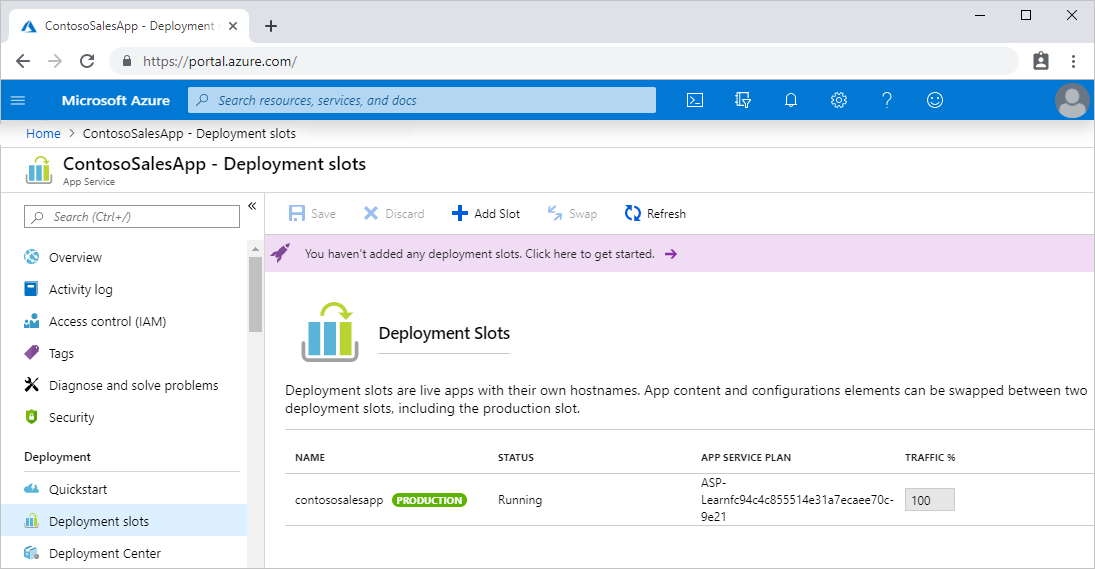 ContosoSalesApp - Deployment
https://portal.azure.com/
Microsoft Azure
Search resources, services, and docs
Home > ContosoSalesApp - Deployment slots
ContosoSalesApp - Deployment slots
App Service
Search (Ctrl+/)
Overview
Activity log
Access control (IAM)
Tags
Diagnose and solve problems
Security
Deployment
Quickstart
Deployment slots
Deployment Center
Save Discard Add Slot Swap Refresh
You haven't added any deployment slots. Click here to get started.
Deployment Slots
Deployment slots are live apps with their own hostnames. App content and configurations elements can be swapped between two
deployment slots, including the production slot.
NAME STATUS APP SERVICE PLAN TRAFFIC %
contososalesapp PRODUCTION Running ASP-
Learnfc94c4c855514e31a7ecaee70c-
9e21
100